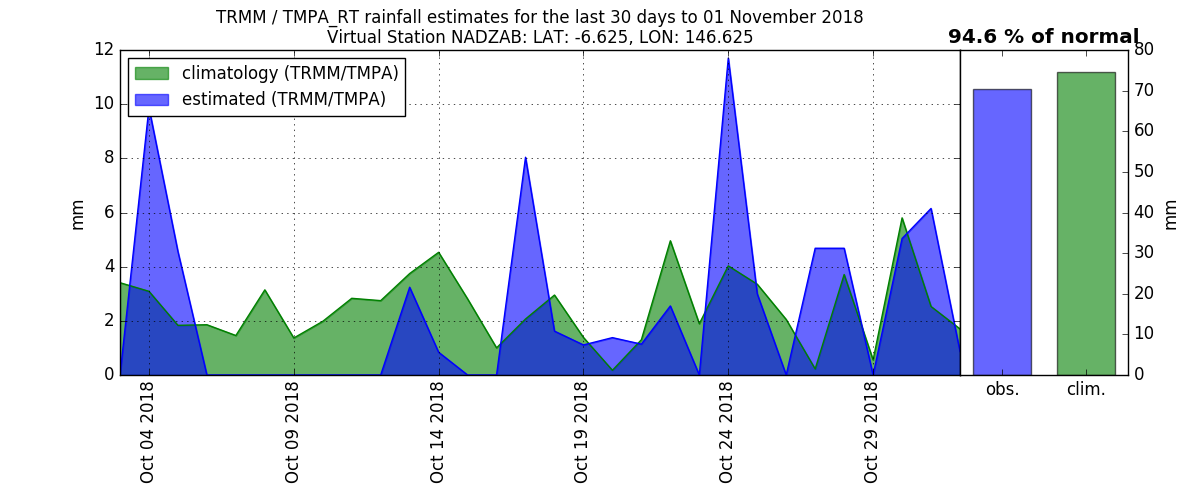 TRMM / TMPA_RT rainfall estimates for the last 30 days to 01 November 2018
Virtual Station NADZAB: LAT: -6.625, LON: 146.625
94.6 % of normal
climatology (TRMM/TMPA)
estimated (TRMM/TMPA)
12
10
8
6
4
2
0
mm
Oct 04 2018
Oct 09 2018
Oct 14 2018
Oct 19 2018
Oct 24 2018
Oct 29 2018
80
70
60
50
40
30
20
10
0
mm
obs.
clim.